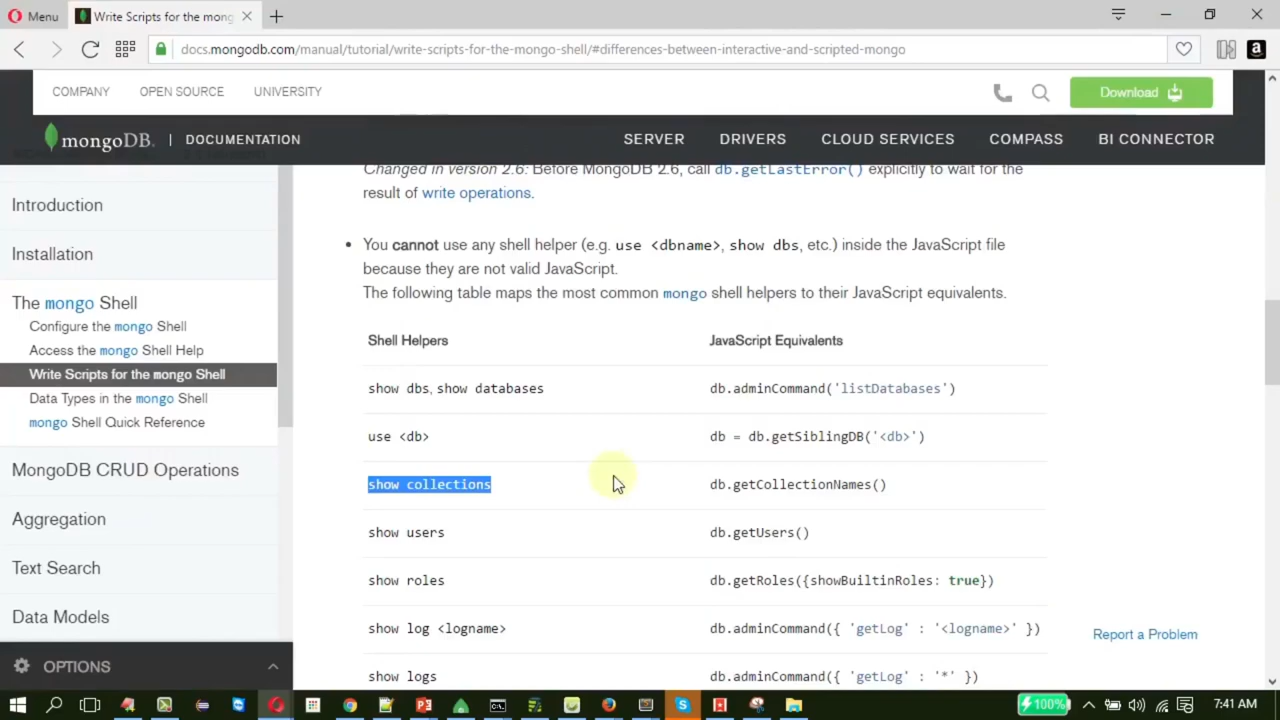 Menu
Write Scripts for the mong
docs.mongodb.com/manual/tutorial/write-scripts-for-the-mongo-shell/#differences-between-interactive-and-scripted-mongo
COMPANY OPEN SOURCE UNIVERSITY
Download
mongoDB. | DOCUMENTATION
SERVER DRIVERS CLOUD SERVICES COMPASS BI CONNECTOR
Introduction
Installation
The mongo Shell
Configure the mongo Shell
Access the mongo Shell Help
Write Scripts for the mongo Shell
Data Types in the mongo Shell
mongo Shell Quick Reference
MongoDB CRUD Operations
Aggregation
Text Search
Data Models
OPTIONS
Changed in version 2.6: Before MongoDB 2.6, call db.getLastError() explicitly to wait for the
result of write operations.
• You cannot use any shell helper (e.g. use <dbname>, show dbs, etc.) inside the JavaScript file
because they are not valid JavaScript.
The following table maps the most common mongo shell helpers to their JavaScript equivalents.
Shell Helpers JavaScript Equivalents
show dbs, show databases db.adminCommand('listDatabases')
use <db> db = db.getSiblingDB('<db>')
show collections db.getCollectionNames()
show users db.getUsers()
show roles db.getRoles({showBuiltinRoles: true})
show log <logname> db.adminCommand({ 'getLog' : '<logname>' })
show logs db.adminCommand({ 'getLog' : '*' })
Report a Problem
100%
7:41 AM